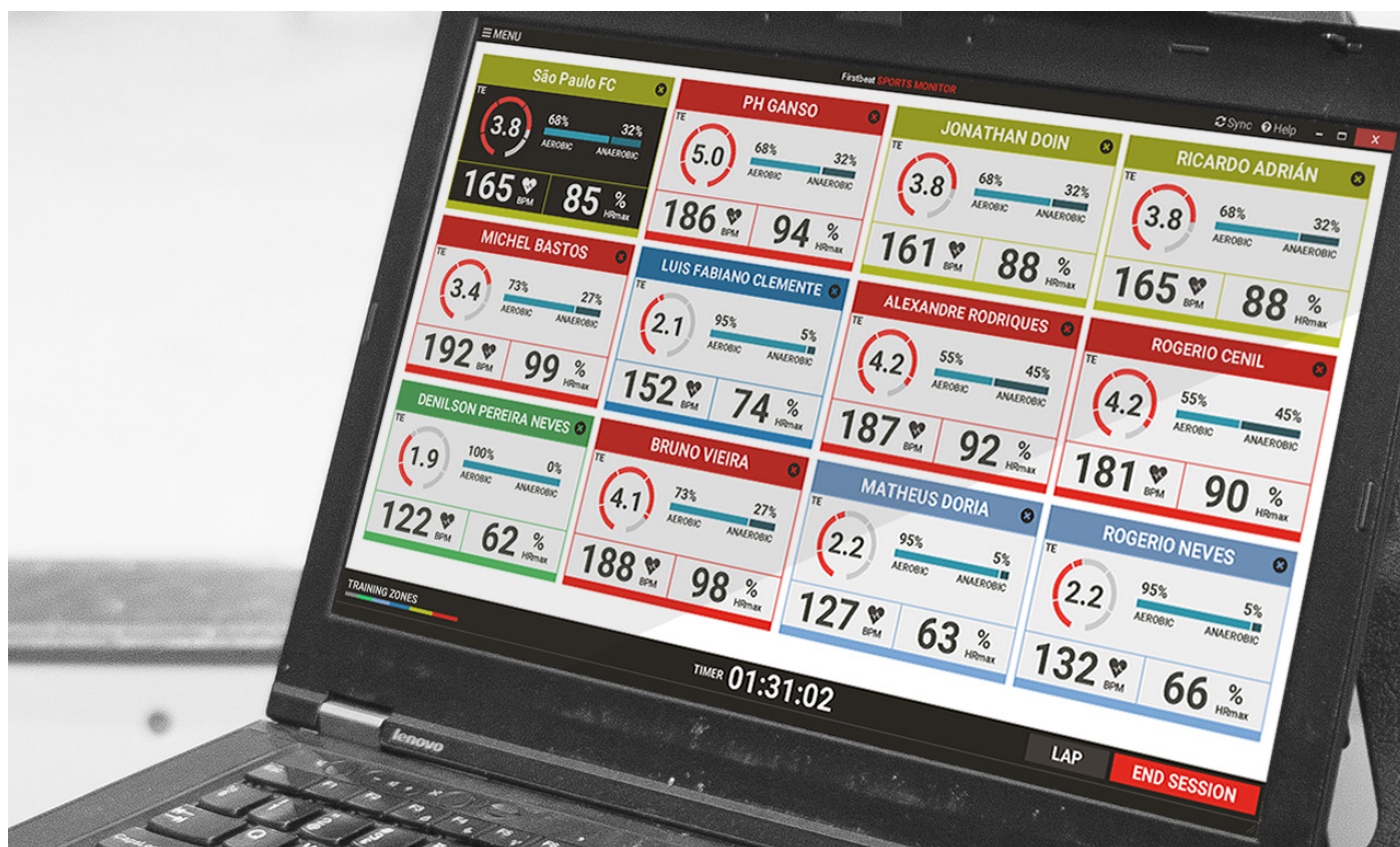 MENU
Firstbeat SPORTS MONITOR
Sync Help
São Paulo FC
TE
3.8
68% 32%
AEROBIC ANAEROBIC
165 BPM 85 % HRmax
PH GANSO
TE
5.0
68% 32%
AEROBIC ANAEROBIC
186 BPM 94 % HRmax
JONATHAN DOIN
TE
3.8
68% 32%
AEROBIC ANAEROBIC
161 BPM 88 % HRmax
RICARDO ADRIÁN
TE
3.8
68% 32%
AEROBIC ANAEROBIC
165 BPM 88 % HRmax
MICHEL BASTOS
TE
3.4
73% 27%
AEROBIC ANAEROBIC
192 BPM 99 % HRmax
LUIS FABIANO CLEMENTE
TE
2.1
95% 5%
AEROBIC ANAEROBIC
152 BPM 74 % HRmax
ALEXANDRE RODRIQUES
TE
4.2
55% 45%
AEROBIC ANAEROBIC
187 BPM 92 % HRmax
ROGERIO CENIL
TE
4.2
55% 45%
AEROBIC ANAEROBIC
181 BPM 90 % HRmax
DENILSON PEREIRA NEVES
TE
1.9
100% 0%
AEROBIC ANAEROBIC
122 BPM 62 % HRmax
BRUNO VIEIRA
TE
4.1
73% 27%
AEROBIC ANAEROBIC
188 BPM 98 % HRmax
MATHEUS DORIA
TE
2.2
95% 5%
AEROBIC ANAEROBIC
127 BPM 63 % HRmax
ROGERIO NEVES
TE
2.2
95% 5%
AEROBIC ANAEROBIC
132 BPM 66 % HRmax
TRAINING ZONES
TIMER 01:31:02
LAP END SESSION
lenovo